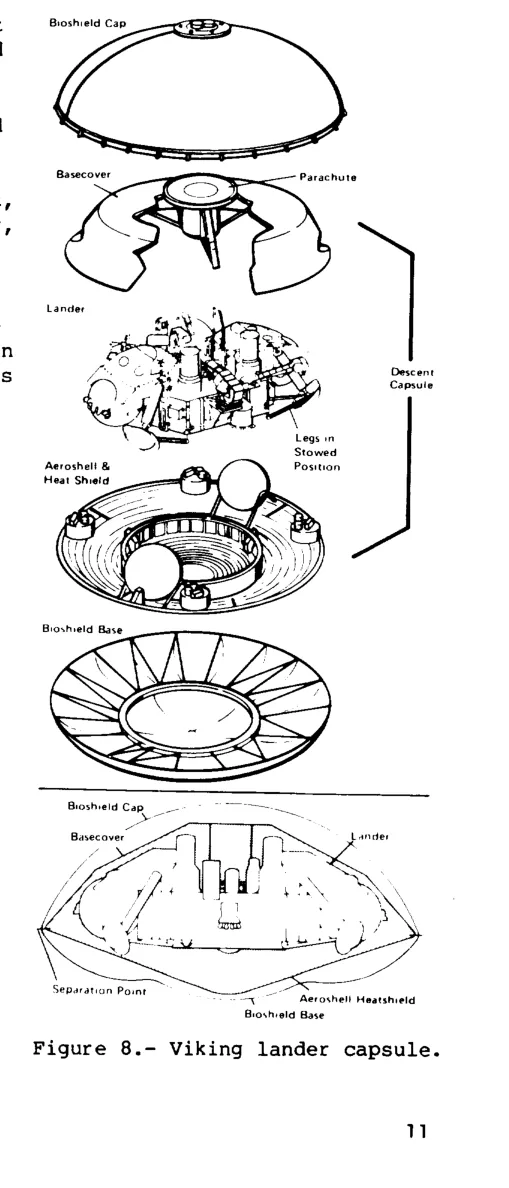 Bioshield Cap
Basecover
Parachute
Lander
Descent
Capsule
Legs in
Stowed
Position
Aeroshell &
Heat Shield
Bioshield Base
Bioshield Cap
Basecover
Lander
Separation Point
Aeroshell Heatshield
Bioshield Base
Figure 8.- Viking lander capsule.
11